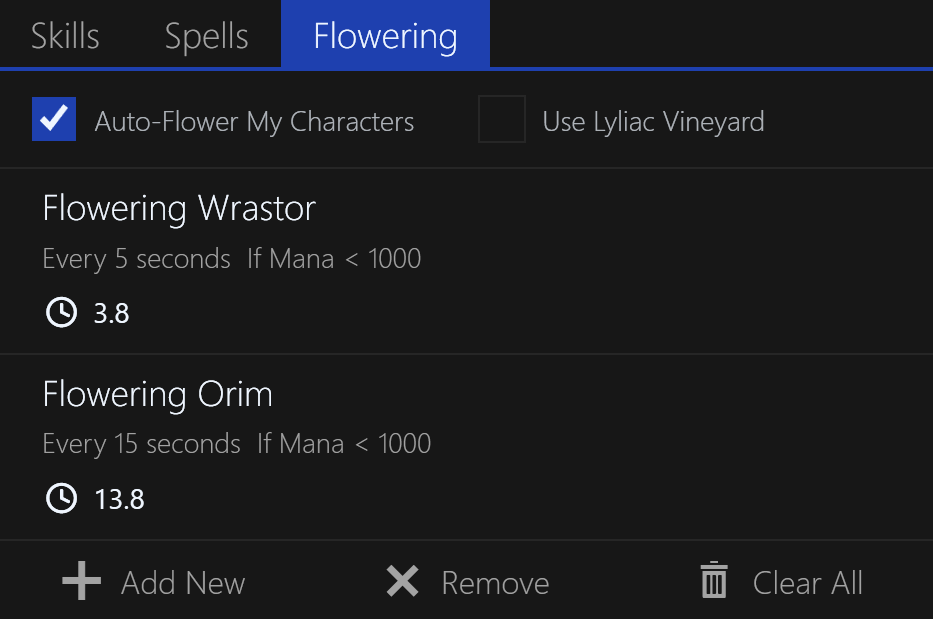 Skills Spells Flowering
Auto-Flower My Characters Use Lyliac Vineyard
Flowering Wrastor
Every 5 seconds If Mana < 1000
3.8
Flowering Orim
Every 15 seconds If Mana < 1000
13.8
Add New Remove Clear All